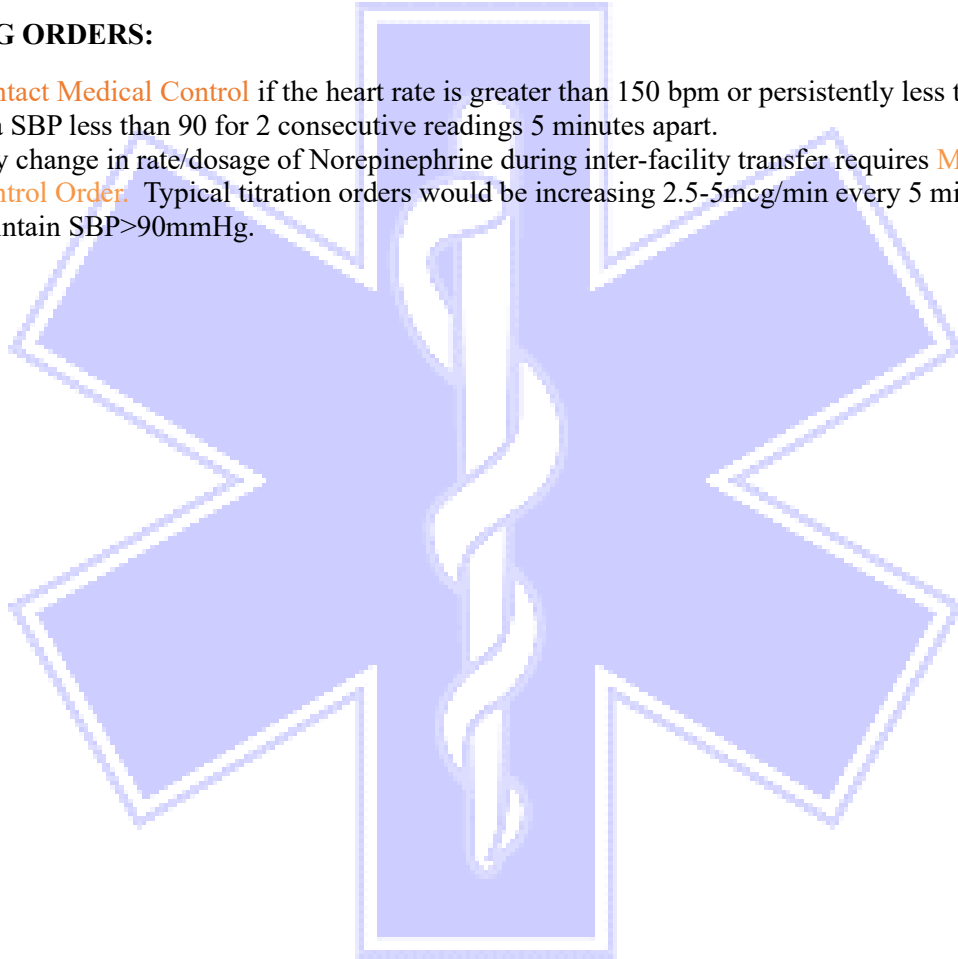 G ORDERS:
ntact Medical Control if the heart rate is greater than 150 bpm or persistently less t
a SBP less than 90 for 2 consecutive readings 5 minutes apart.
y change in rate/dosage of Norepinephrine during inter-facility transfer requires M
ntrol Order. Typical titration orders would be increasing 2.5-5mcg/min every 5 mi
intain SBP>90mmHg.